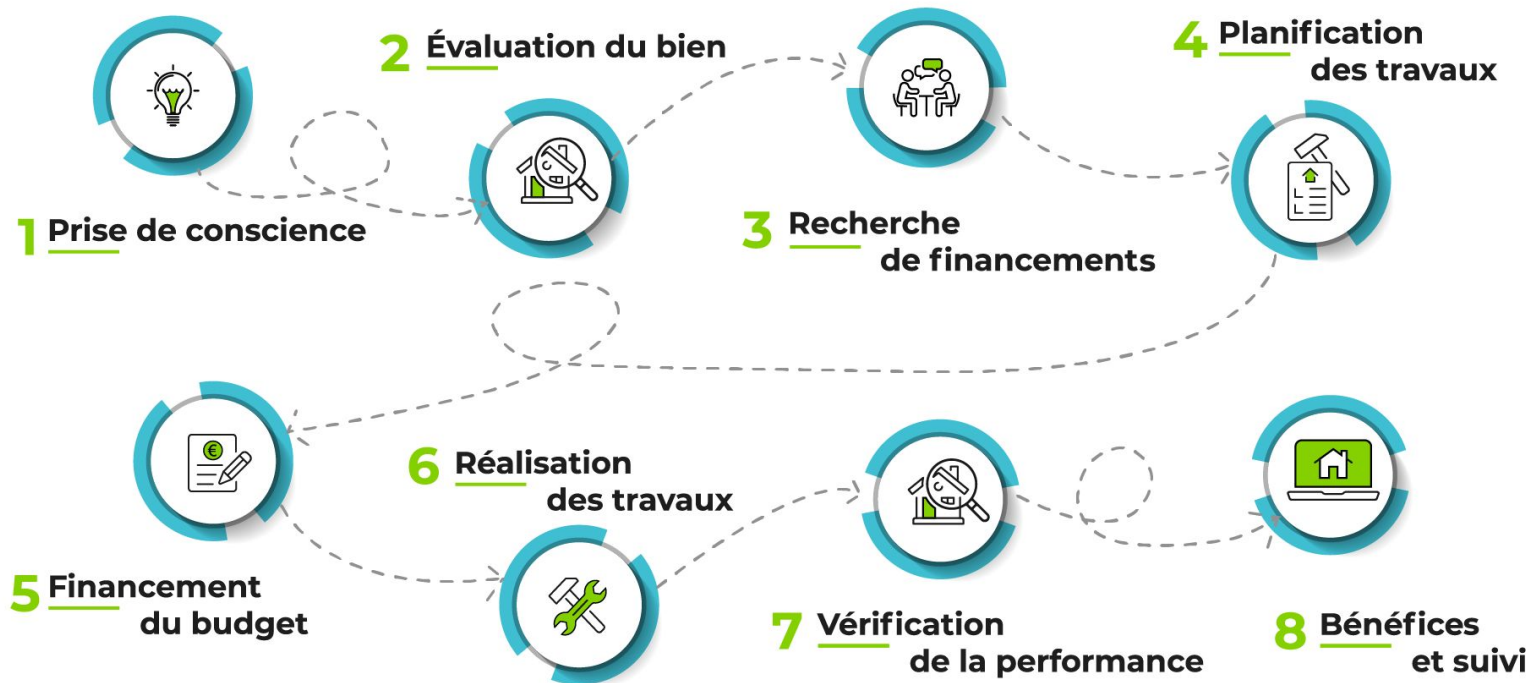 1 Prise de conscience
2 Évaluation du bien
3 Recherche
de financements
4 Planification
des travaux
5 Financement
du budget
€
6 Réalisation
des travaux
7 Vérification
de la performance
8 Bénéfices
et suivi